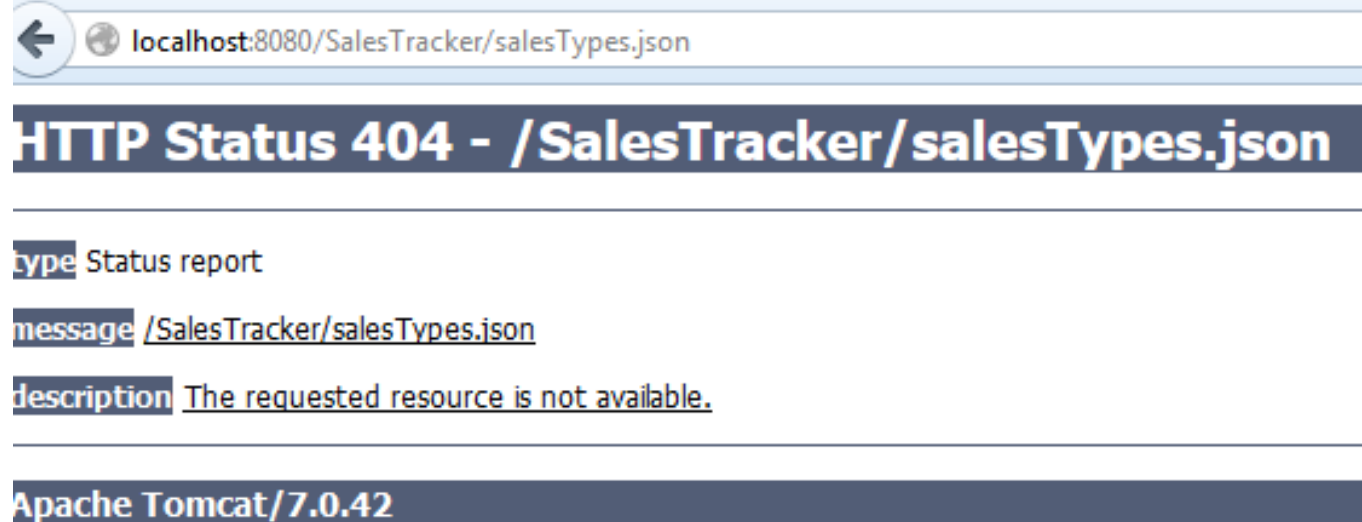 localhost:8080/SalesTracker/salesTypes.json
HTTP Status 404 - /SalesTracker/salesTypes.json
type Status report
message /SalesTracker/salesTypes.json
description The requested resource is not available.
Apache Tomcat/7.0.42